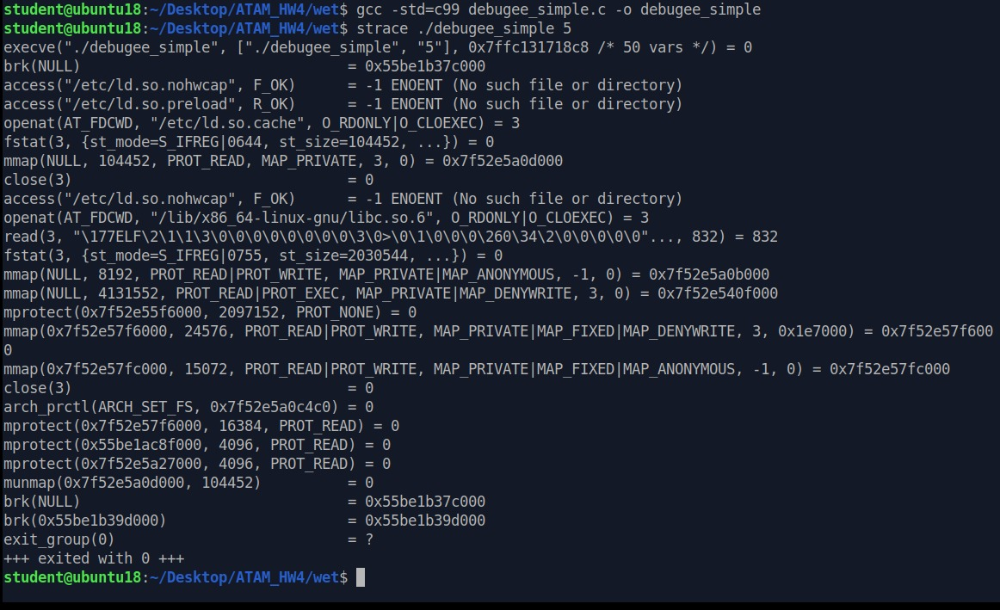 student@ubuntu18:~/Desktop/ATAM_HW4/wet$ gcc -std=c99 debugee_simple.c -o debugee_simple
student@ubuntu18:~/Desktop/ATAM_HW4/wet$ strace ./debugee_simple 5
execve("./debugee_simple", ["./debugee_simple", "5"], 0x7ffc131718c8 /* 50 vars */) = 0
brk(NULL)                               = 0x55be1b37c000
access("/etc/ld.so.nohwcap", F_OK)      = -1 ENOENT (No such file or directory)
access("/etc/ld.so.preload", R_OK)      = -1 ENOENT (No such file or directory)
openat(AT_FDCWD, "/etc/ld.so.cache", O_RDONLY|O_CLOEXEC) = 3
fstat(3, {st_mode=S_IFREG|0644, st_size=104452, ...}) = 0
mmap(NULL, 104452, PROT_READ, MAP_PRIVATE, 3, 0) = 0x7f52e5a0d000
close(3)                                = 0
access("/etc/ld.so.nohwcap", F_OK)      = -1 ENOENT (No such file or directory)
openat(AT_FDCWD, "/lib/x86_64-linux-gnu/libc.so.6", O_RDONLY|O_CLOEXEC) = 3
read(3, "\177ELF\2\1\1\3\0\0\0\0\0\0\0\0\3\0>\0\1\0\0\0\260\34\2\0\0\0\0\0"..., 832) = 832
fstat(3, {st_mode=S_IFREG|0755, st_size=2030544, ...}) = 0
mmap(NULL, 8192, PROT_READ|PROT_WRITE, MAP_PRIVATE|MAP_ANONYMOUS, -1, 0) = 0x7f52e5a0b000
mmap(NULL, 4131552, PROT_READ|PROT_EXEC, MAP_PRIVATE|MAP_DENYWRITE, 3, 0) = 0x7f52e540f000
mprotect(0x7f52e55f6000, 2097152, PROT_NONE) = 0
mmap(0x7f52e57f6000, 24576, PROT_READ|PROT_WRITE, MAP_PRIVATE|MAP_FIXED|MAP_DENYWRITE, 3, 0x1e7000) = 0x7f52e57f600
0
mmap(0x7f52e57fc000, 15072, PROT_READ|PROT_WRITE, MAP_PRIVATE|MAP_FIXED|MAP_ANONYMOUS, -1, 0) = 0x7f52e57fc000
close(3)                                = 0
arch_prctl(ARCH_SET_FS, 0x7f52e5a0c4c0) = 0
mprotect(0x7f52e57f6000, 16384, PROT_READ) = 0
mprotect(0x55be1ac8f000, 4096, PROT_READ) = 0
mprotect(0x7f52e5a27000, 4096, PROT_READ) = 0
munmap(0x7f52e5a0d000, 104452)          = 0
brk(NULL)                               = 0x55be1b37c000
brk(0x55be1b39d000)                     = 0x55be1b39d000
exit_group(0)                           = ?
+++ exited with 0 +++
student@ubuntu18:~/Desktop/ATAM_HW4/wet$